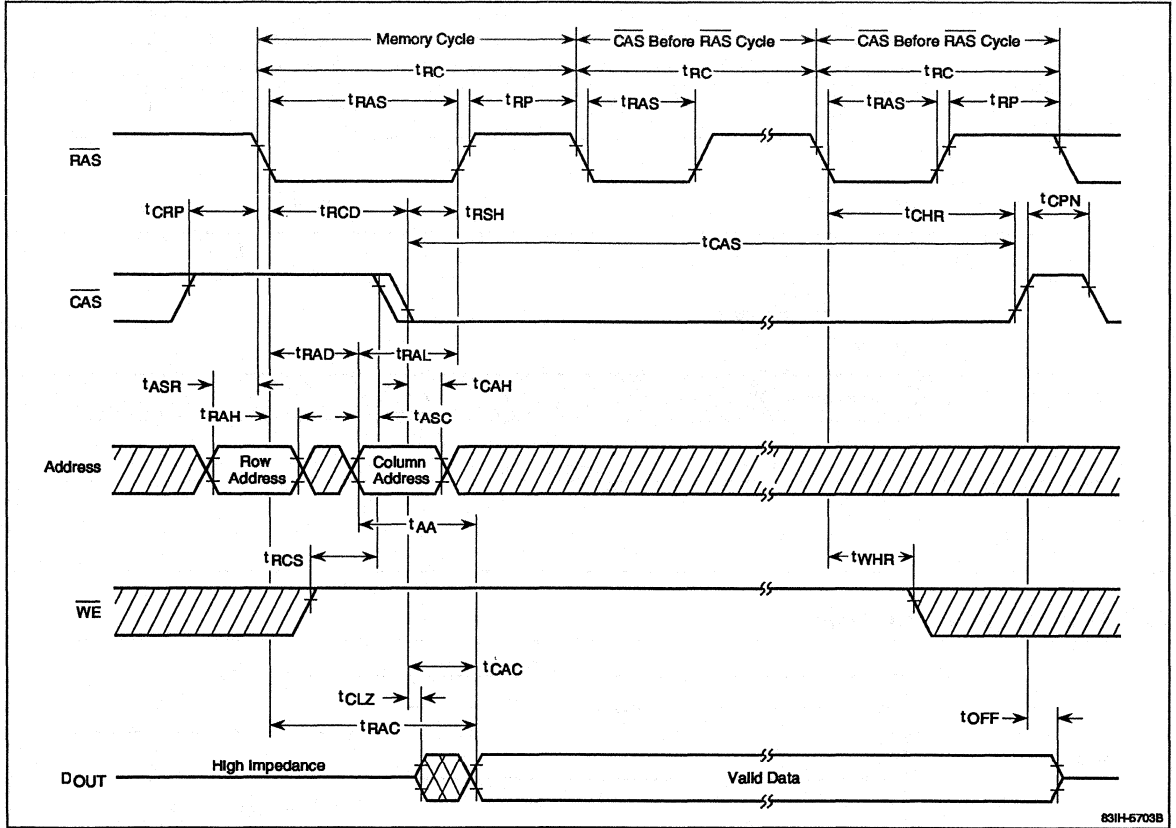 Memory Cycle
CAS Before RAS Cycle
CAS Before RAS Cycle
tRC
tRC
tRC
tRAS
tRP
tRAS
tRAS
tRP
RAS
tCRP
tRCD
tRSH
tCHR
tCPN
tCAS
CAS
tRAD
tRAL
tASR
tCAH
tRAH
tASC
Address
Row
Address
Column
Address
tAA
tRCS
tWHR
WE
tCAC
tCLZ
tRAC
tOFF
High Impedance
DOUT
Valid Data
83IH-5703B